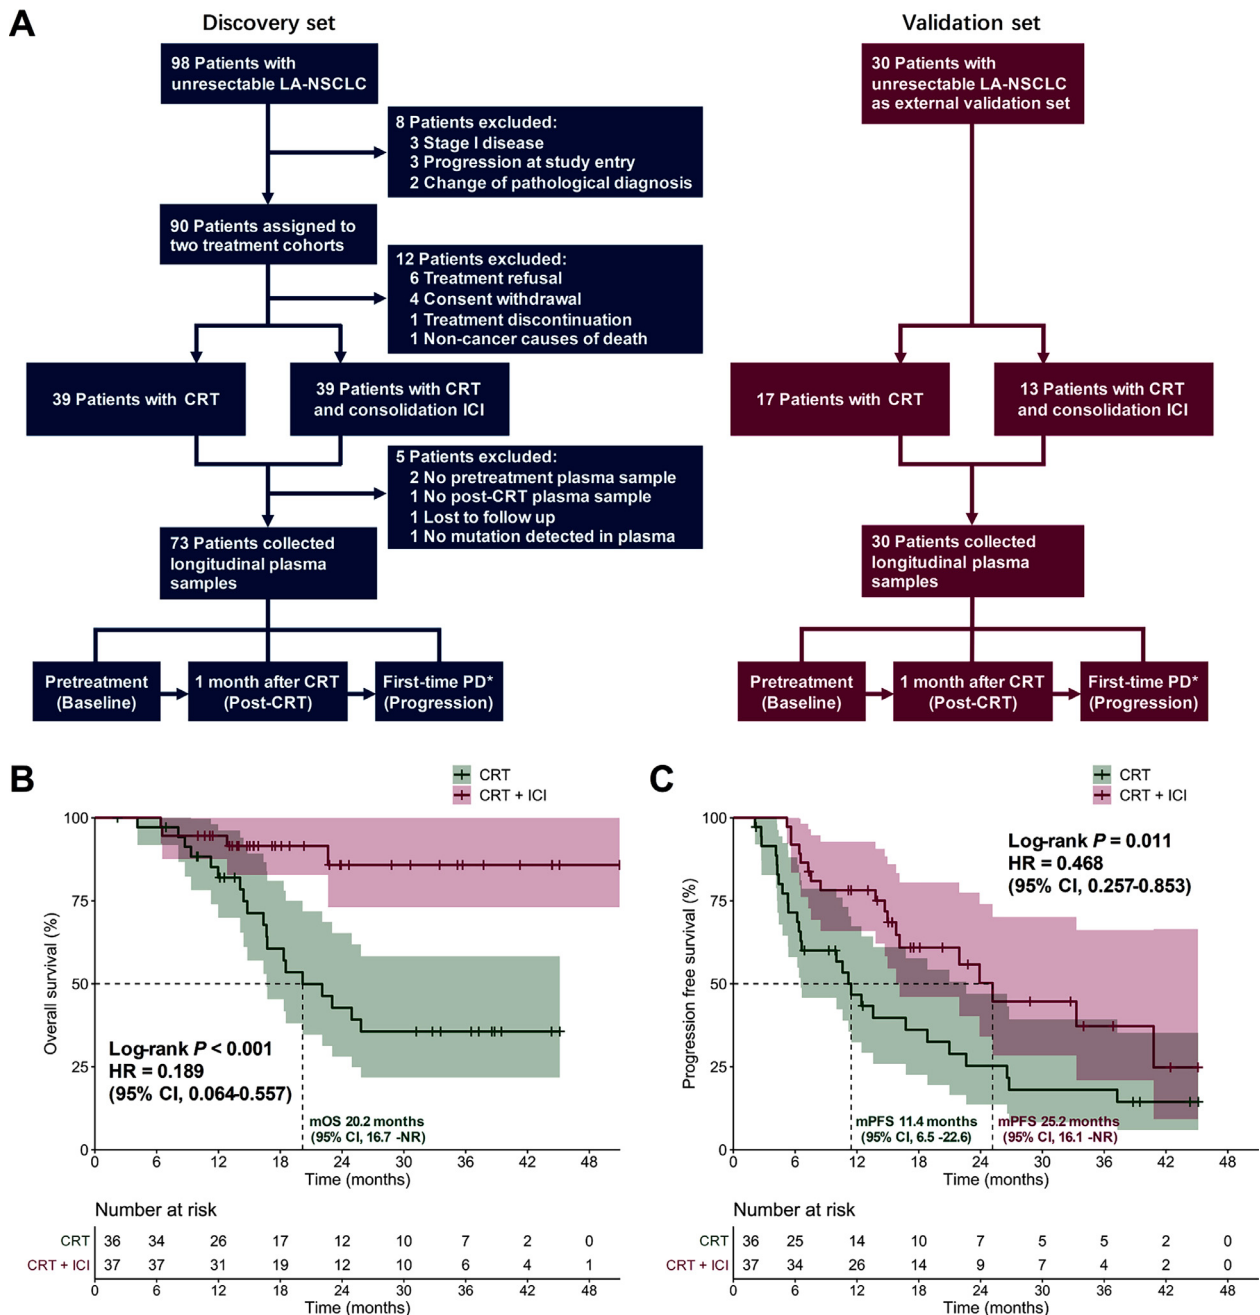 A
Discovery set
98 Patients with
unresectable LA-NSCLC
8 Patients excluded:
3 Stage I disease
3 Progression at study entry
2 Change of pathological diagnosis
90 Patients assigned to
two treatment cohorts
12 Patients excluded:
6 Treatment refusal
4 Consent withdrawal
1 Treatment discontinuation
1 Non-cancer causes of death
39 Patients with CRT
39 Patients with CRT
and consolidation ICI
5 Patients excluded:
2 No pretreatment plasma sample
1 No post-CRT plasma sample
1 Lost to follow up
1 No mutation detected in plasma
73 Patients collected
longitudinal plasma
samples
Pretreatment
(Baseline)
1 month after CRT
(Post-CRT)
First-time PD*
(Progression)
Validation set
30 Patients with
unresectable LA-NSCLC
as external validation set
17 Patients with CRT
13 Patients with CRT
and consolidation ICI
30 Patients collected
longitudinal plasma
samples
Pretreatment
(Baseline)
1 month after CRT
(Post-CRT)
First-time PD*
(Progression)
B
CRT
CRT + ICI
Overall survival (%)
100
75
50
25
0
Log-rank P < 0.001
HR = 0.189
(95% CI, 0.064-0.557)
mOS 20.2 months
(95% CI, 16.7 -NR)
0 6 12 18 24 30 36 42 48
Time (months)
Number at risk
CRT 36 34 26 17 12 10 7 2 0
CRT + ICI 37 37 31 19 12 10 6 4 1
0 6 12 18 24 30 36 42 48
Time (months)
C
CRT
CRT + ICI
Progression free survival (%)
100
75
50
25
0
Log-rank P = 0.011
HR = 0.468
(95% CI, 0.257-0.853)
mPFS 11.4 months
(95% CI, 6.5 -22.6)
mPFS 25.2 months
(95% CI, 16.1 -NR)
0 6 12 18 24 30 36 42 48
Time (months)
Number at risk
CRT 36 25 14 10 7 5 5 2 0
CRT + ICI 37 34 26 14 9 7 4 2 0
0 6 12 18 24 30 36 42 48
Time (months)